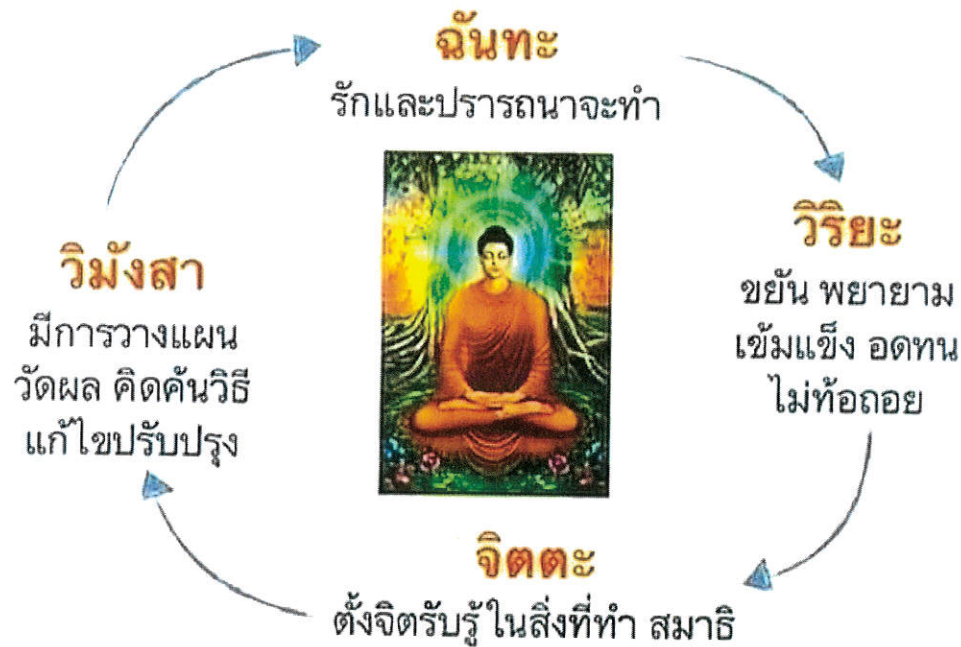 ฉันทะ
รักและปรารถนาจะทำ
วิริยะ
ขยัน พยายาม
เข้มแข็ง อดทน
ไม่ท้อถอย
จิตตะ
ตั้งจิตรับรู้ ในสิ่งที่ทำ สมาธิ
วิมังสา
มีการวางแผน
วัดผล คิดค้นวิธี
แก้ไขปรับปรุง